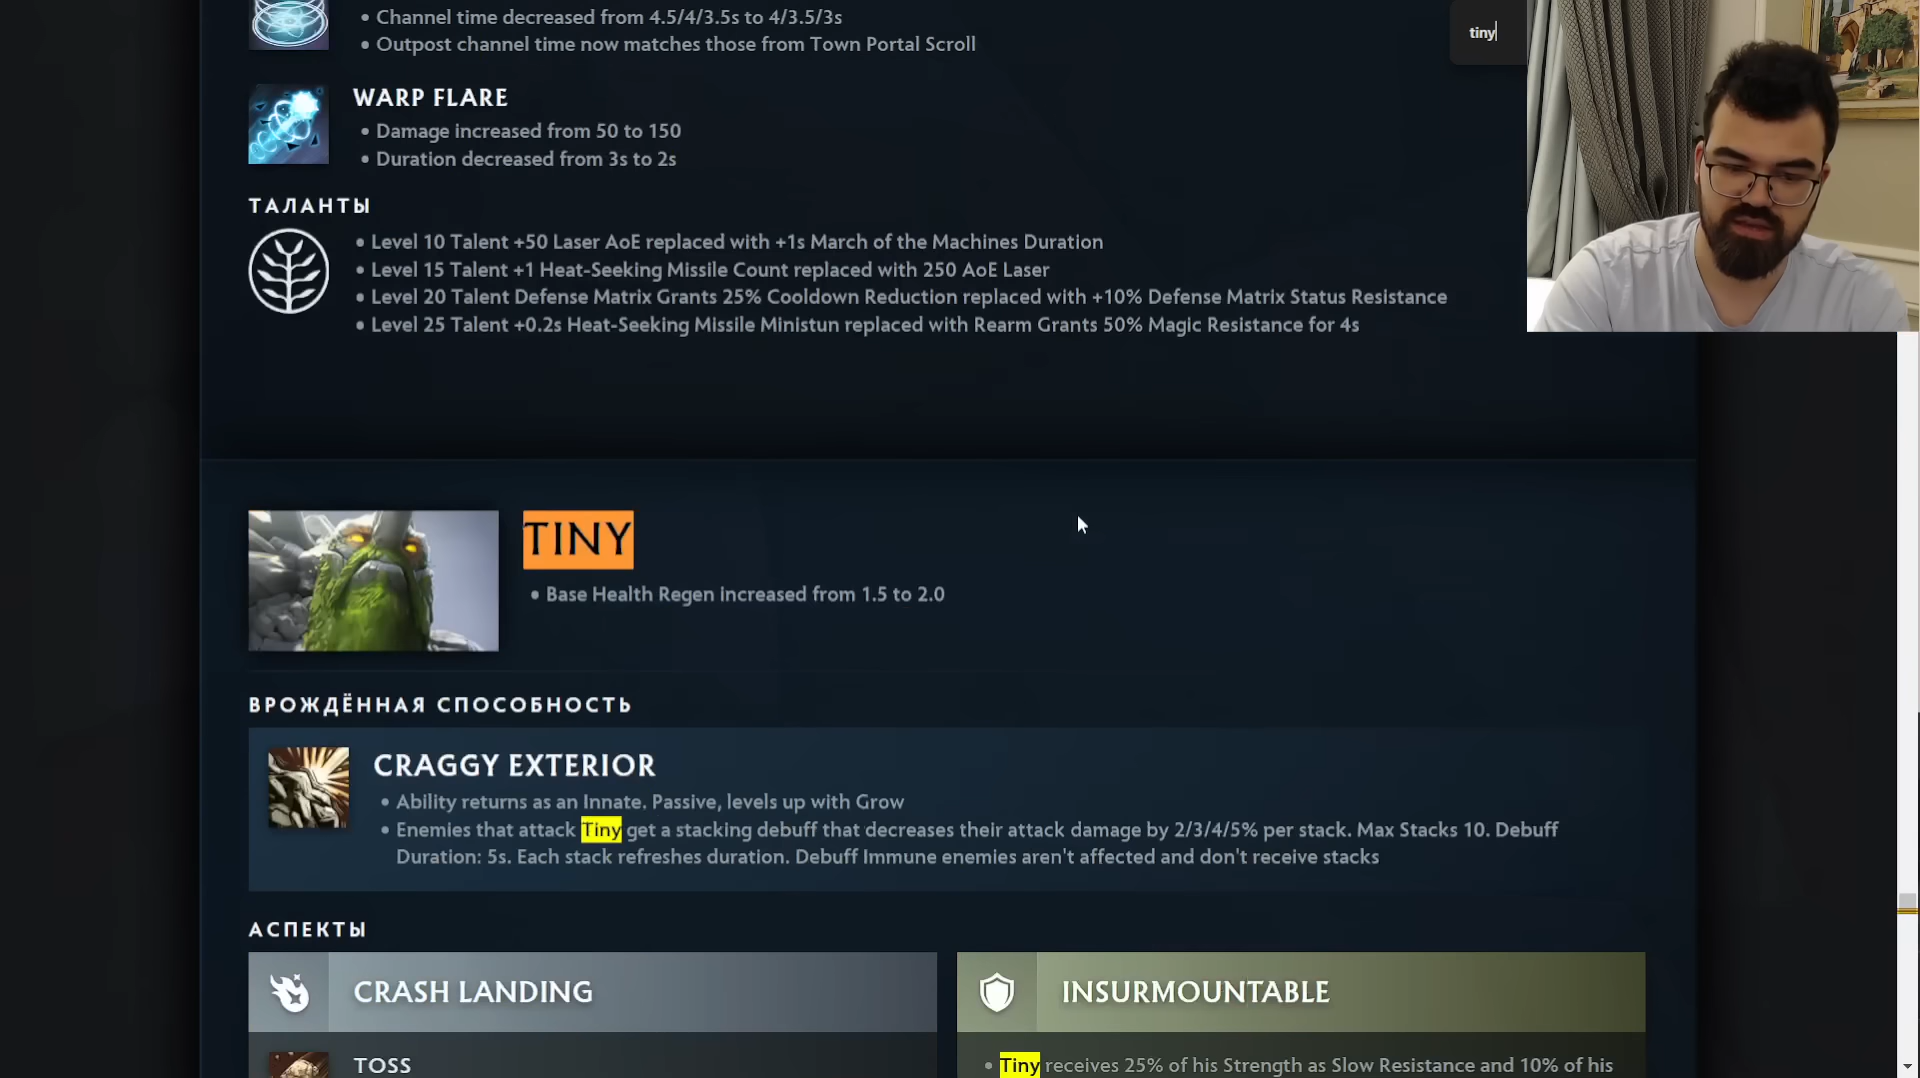 • Channel time decreased from 4.5/4/3.5s to 4/3.5/3s
• Outpost channel time now matches those from Town Portal Scroll
tiny
WARP FLARE
• Damage increased from 50 to 150
• Duration decreased from 3s to 2s
ТАЛАНТЫ
• Level 10 Talent +50 Laser AoE replaced with +1s March of the Machines Duration
• Level 15 Talent +1 Heat-Seeking Missile Count replaced with 250 AoE Laser
• Level 20 Talent Defense Matrix Grants 25% Cooldown Reduction replaced with +10% Defense Matrix Status Resistance
• Level 25 Talent +0.2s Heat-Seeking Missile Ministun replaced with Rearm Grants 50% Magic Resistance for 4s
TINY
• Base Health Regen increased from 1.5 to 2.0
ВРОЖДЁННАЯ СПОСОБНОСТЬ
CRAGGY EXTERIOR
• Ability returns as an Innate. Passive, levels up with Grow
• Enemies that attack Tiny get a stacking debuff that decreases their attack damage by 2/3/4/5% per stack. Max Stacks 10. Debuff
Duration: 5s. Each stack refreshes duration. Debuff Immune enemies aren't affected and don't receive stacks
АСПЕКТЫ
CRASH LANDING
INSURMOUNTABLE
TOSS
• Tiny receives 25% of his Strength as Slow Resistance and 10% of his